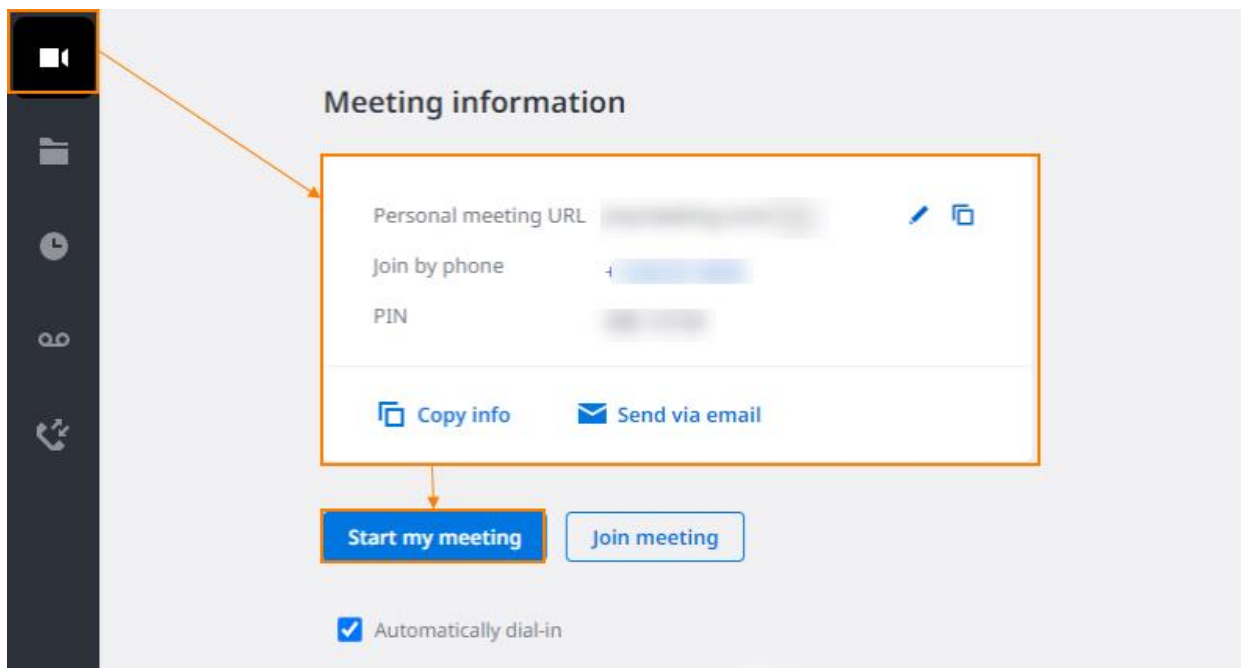 Meeting information
Personal meeting URL
Join by phone
+
PIN
Copy info
Send via email
Start my meeting
Join meeting
Automatically dial-in